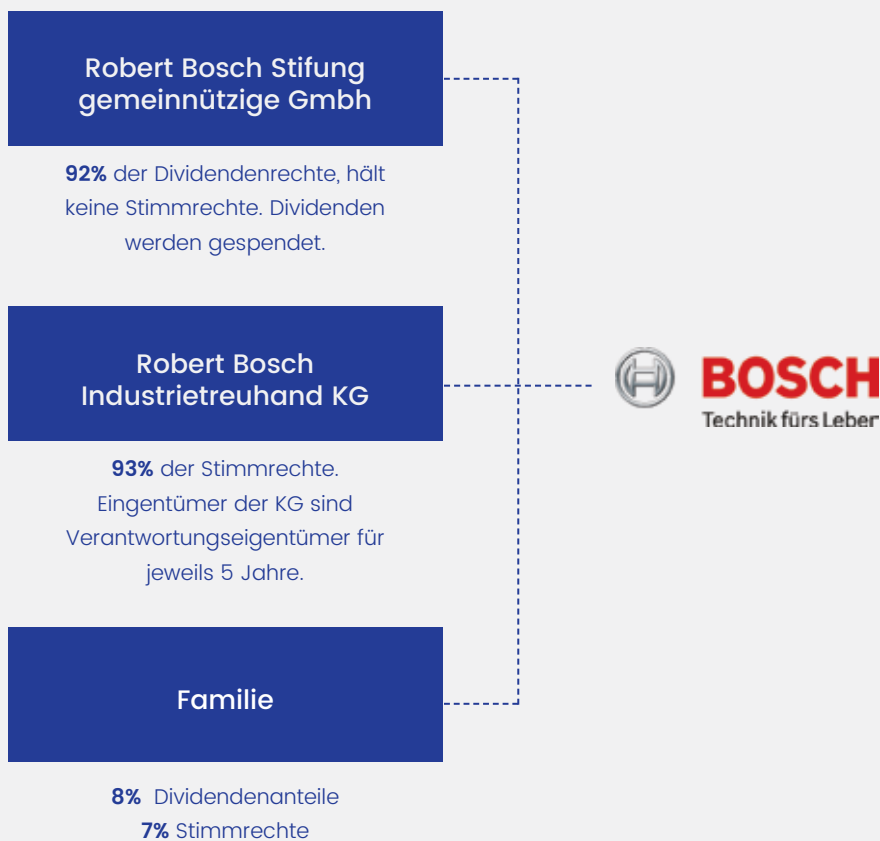 Robert Bosch Stifung
gemeinnützige Gmbh
92% der Dividendenrechte, hält
keine Stimmrechte. Dividenden
werden gespendet.
Robert Bosch
Industrietreuhand KG
93% der Stimmrechte.
Eingentümer der KG sind
Verantwortungseigentümer für
jeweils 5 Jahre.
BOSCH
Technik fürs Leben
Familie
8% Dividendenanteile
7% Stimmrechte